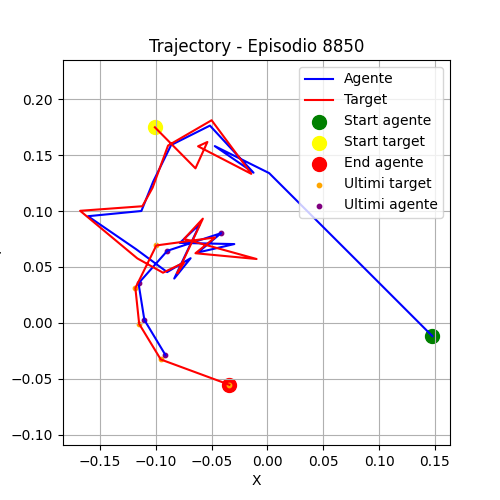 Trajectory - Episodio 8850
Agente
Target
Start agente
Start target
End agente
Ultimi target
Ultimi agente
0.20
0.15
0.10
0.05
0.00
−0.05
−0.10
−0.15
−0.10
−0.05
0.00
0.05
0.10
0.15
X